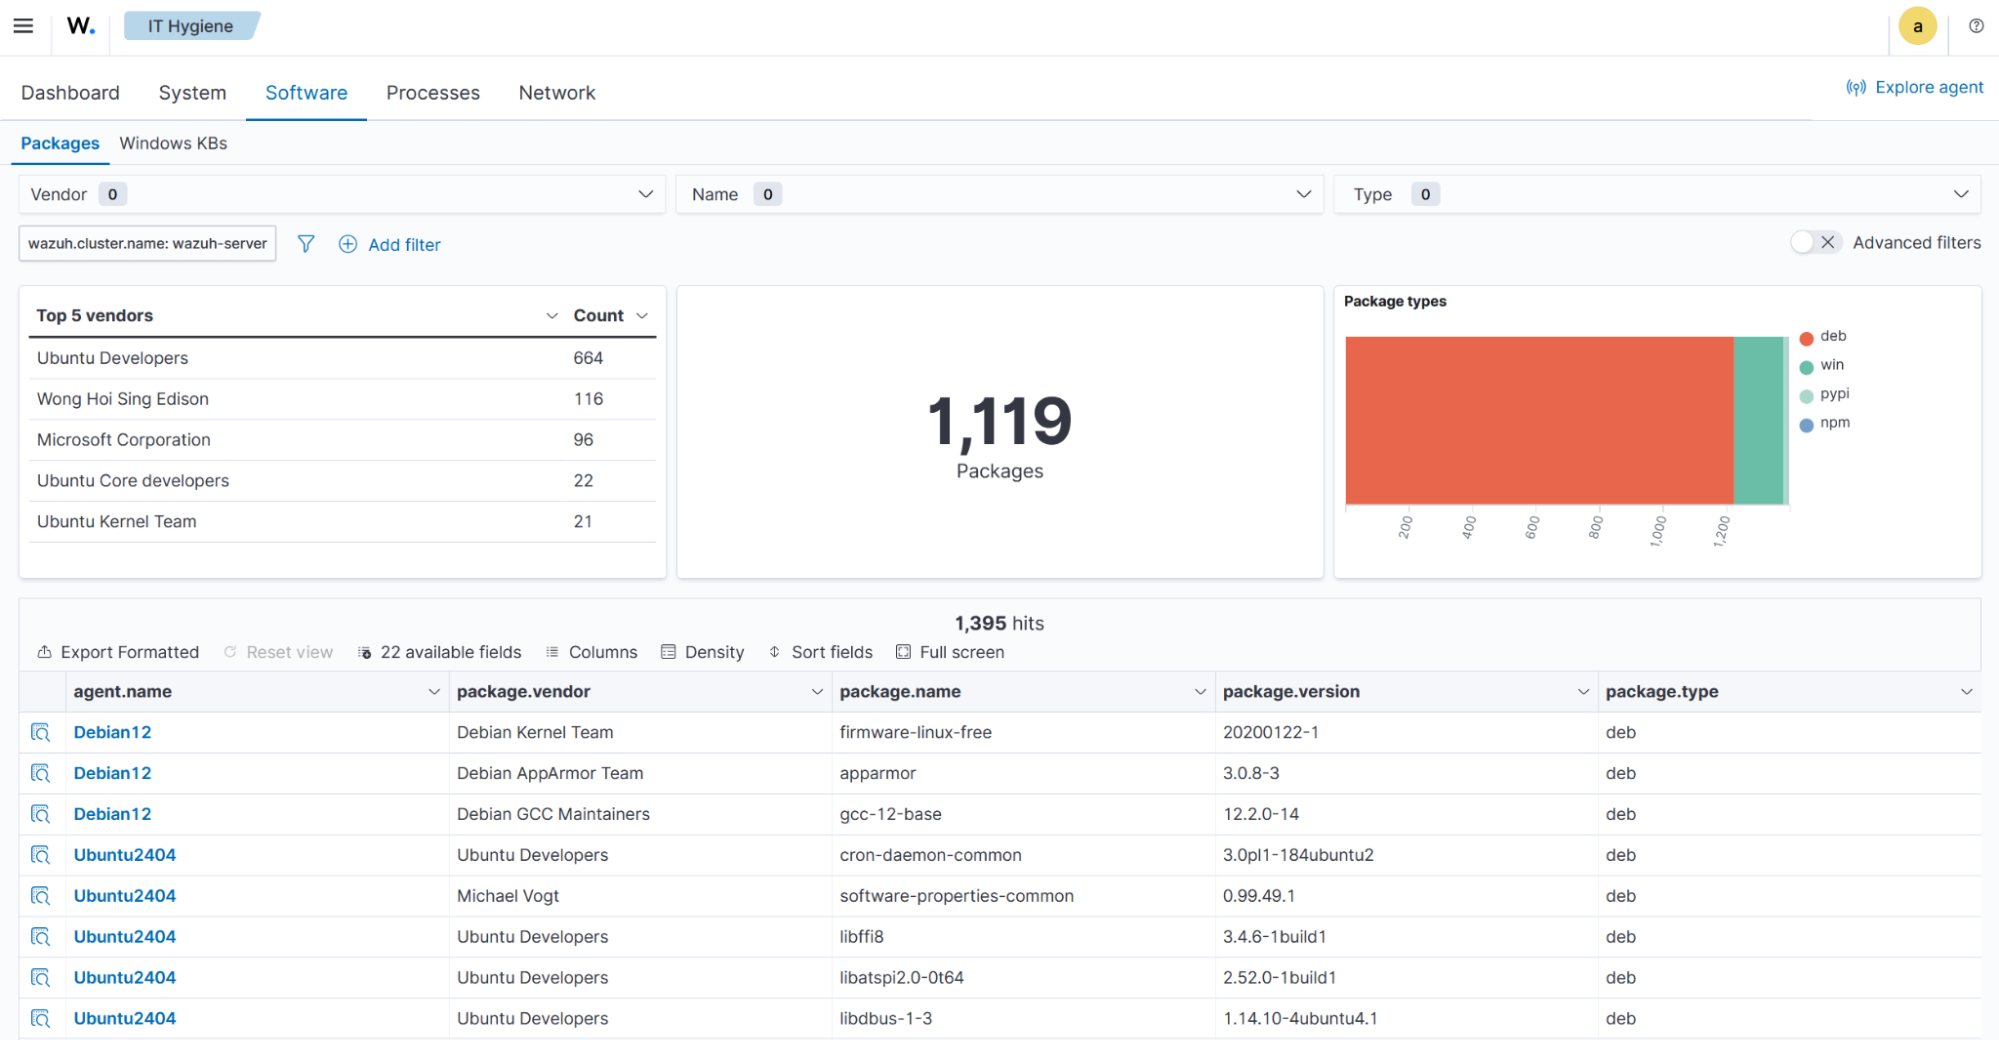 W.
IT Hygiene
a
Dashboard
System
Software
Processes
Network
Explore agent
Packages
Windows KBs
Vendor 0
Name 0
Type 0
wazuh.cluster.name: wazuh-server
Add filter
Advanced filters
Top 5 vendors Count
Ubuntu Developers 664
Wong Hoi Sing Edison 116
Microsoft Corporation 96
Ubuntu Core developers 22
Ubuntu Kernel Team 21
1,119
Packages
Package types
deb
win
pypi
npm
200 400 600 800 1,000 1,200
1,395 hits
Export Formatted Reset view 22 available fields Columns Density Sort fields Full screen
agent.name package.vendor package.name package.version package.type
Debian12 Debian Kernel Team firmware-linux-free 20200122-1 deb
Debian12 Debian AppArmor Team apparmor 3.0.8-3 deb
Debian12 Debian GCC Maintainers gcc-12-base 12.2.0-14 deb
Ubuntu2404 Ubuntu Developers cron-daemon-common 3.0pl1-184ubuntu2 deb
Ubuntu2404 Michael Vogt software-properties-common 0.99.49.1 deb
Ubuntu2404 Ubuntu Developers libffi8 3.4.6-1build1 deb
Ubuntu2404 Ubuntu Developers libatspi2.0-0t64 2.52.0-1build1 deb
Ubuntu2404 Ubuntu Developers libdbus-1-3 1.14.10-4ubuntu4.1 deb